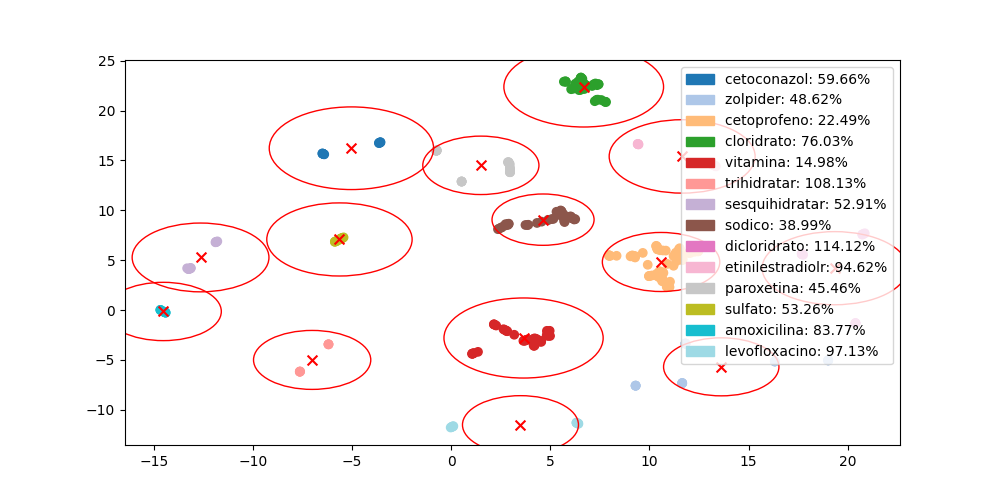 25
20
15
10
5
0
−5
−10
−15
−10
−5
0
5
10
15
20
cetoconazol: 59.66%
zolpider: 48.62%
cetoprofeno: 22.49%
cloridrato: 76.03%
vitamina: 14.98%
trihidratar: 108.13%
sesquihidratar: 52.91%
sodico: 38.99%
dicloridrato: 114.12%
etinilestradiolr: 94.62%
paroxetina: 45.46%
sulfato: 53.26%
amoxicilina: 83.77%
levofloxacino: 97.13%